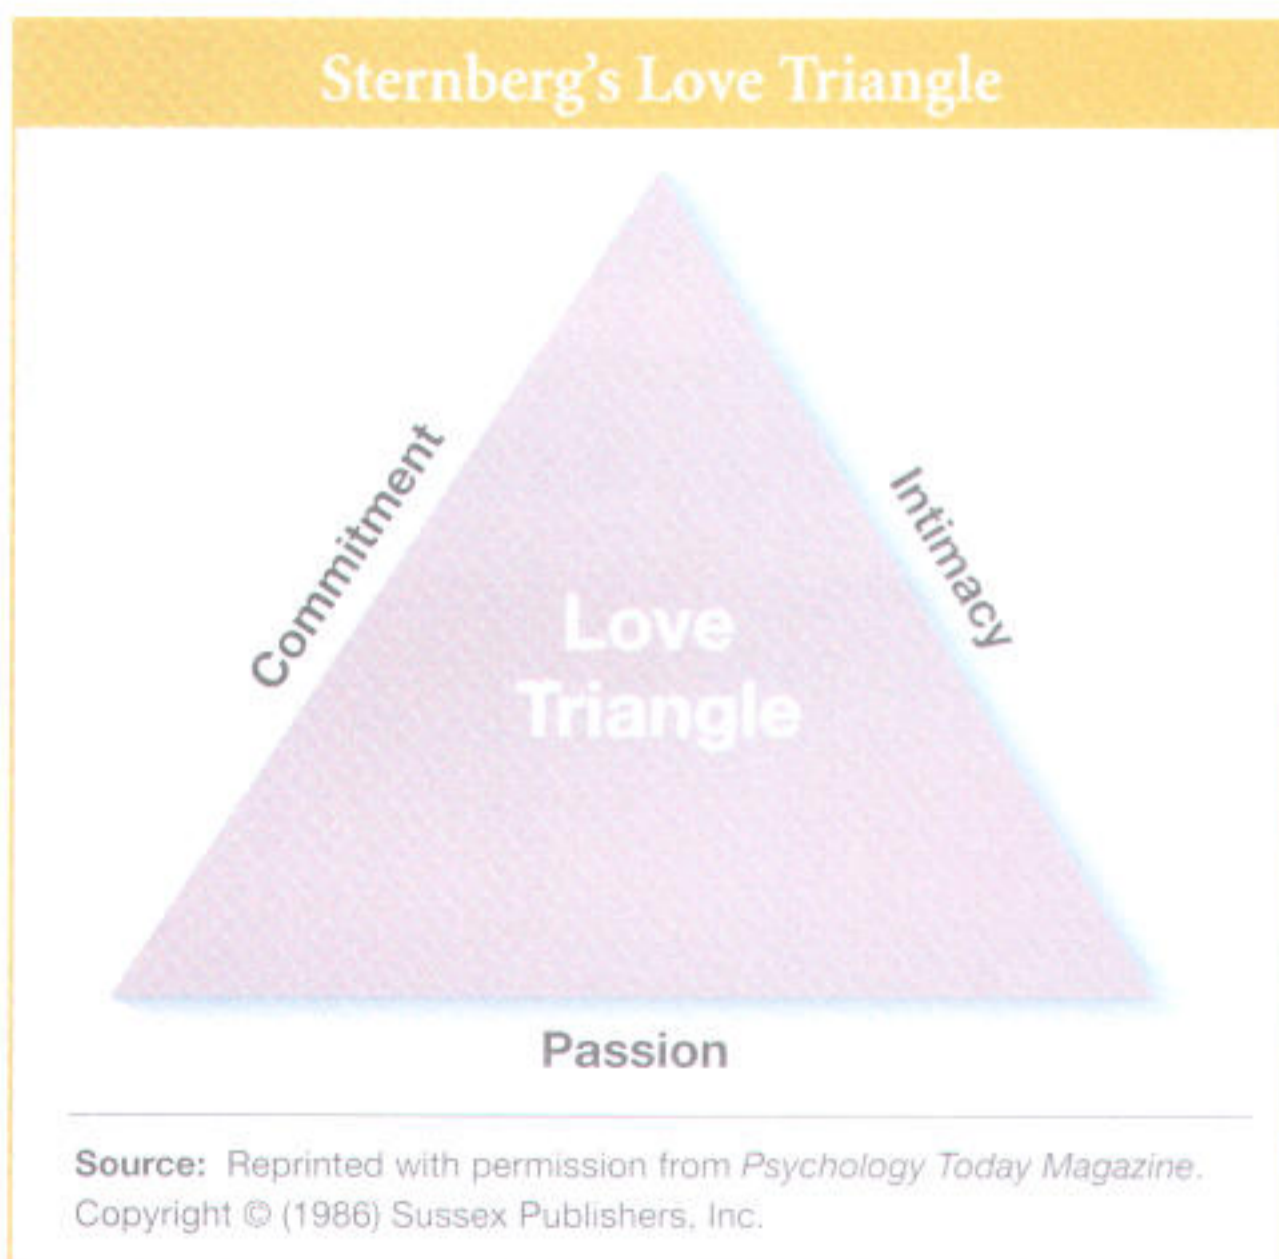 Sternberg's Love Triangle
Commitment
Intimacy
Love
Triangle
Passion
Source: Reprinted with permission from Psychology Today Magazine.
Copyright © (1986) Sussex Publishers, Inc.